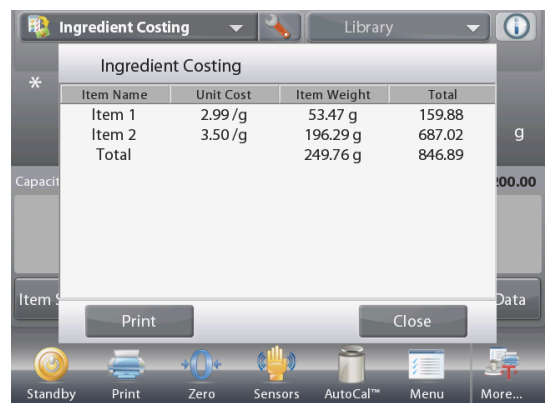 Ingredient Costing Library
Ingredient Costing
*
Item Name Unit Cost Item Weight Total
Item 1 2.99 /g 53.47 g 159.88
Item 2 3.50 /g 196.29 g 687.02
Total 249.76 g 846.89
g
Capacit 200.00
Item S Data
Print Close
Standby Print Zero Sensors AutoCal™ Menu More...